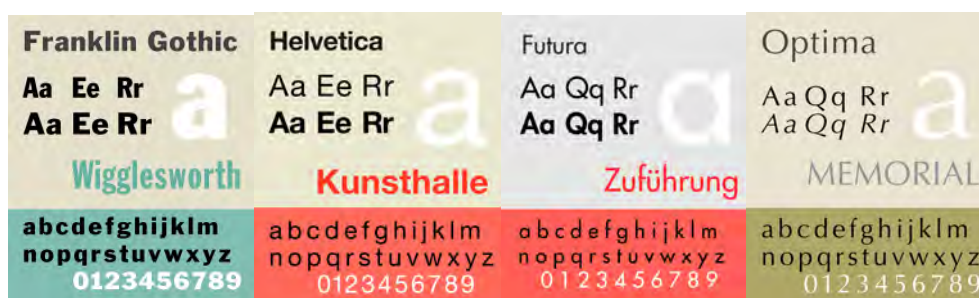 Franklin Gothic
Aa Ee Rr
Aa Ee Rr
a
Wigglesworth
abcdefghijklm
nopqrstuvwxyz
0123456789
Helvetica
Aa Ee Rr
Aa Ee Rr
a
Kunsthalle
abcdefghijklm
nopqrstuvwxyz
0123456789
Futura
Aa Qq Rr
Aa Qq Rr
a
Zuführung
abcdefghijklm
nopqrstuvwxyz
0123456789
Optima
Aa Qq Rr
Aa Qq Rr
a
MEMORIAL
abcdefghijklm
nopqrstuvwxyz
0123456789